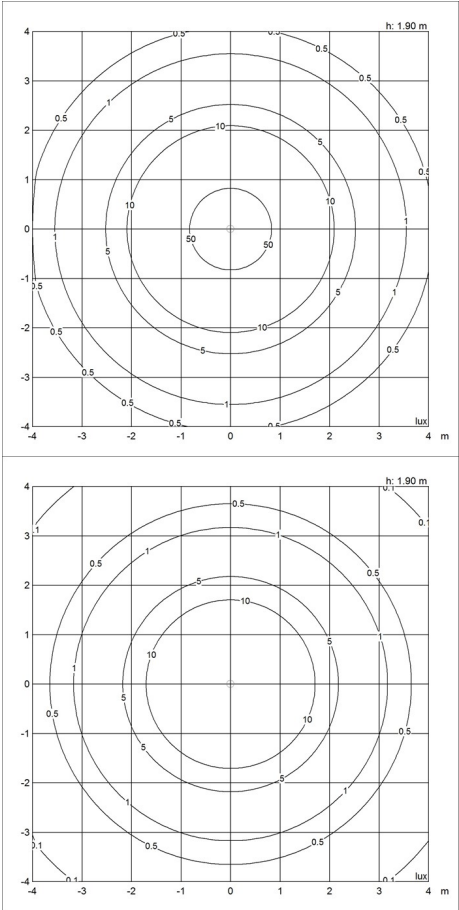 h: 1.90 m
4 0.5 0.5
0.5
3 0.5
1
0.5 5 0.5
2 10
5
1 0.5
10 10
0 1 50 50 1
5
-1 0.5 5 1
-2 0.5 10
5 0.5
-3 0.5
0.5 1
-4 0.5 0.5 lux
-4 -3 -2 -1 0 1 2 3 4 m
h: 1.90 m
4 0.1
0.5
3 .1 0.1
1 1
0.5 0.5
2 5
10
1 5 1
10
0 1
5
0.5 10
-1 0.5
5
-2 5
1 1
-3 0.1 0.5 0.5 0.1
-4 0.1 0.1 lux
-4 -3 -2 -1 0 1 2 3 4 m